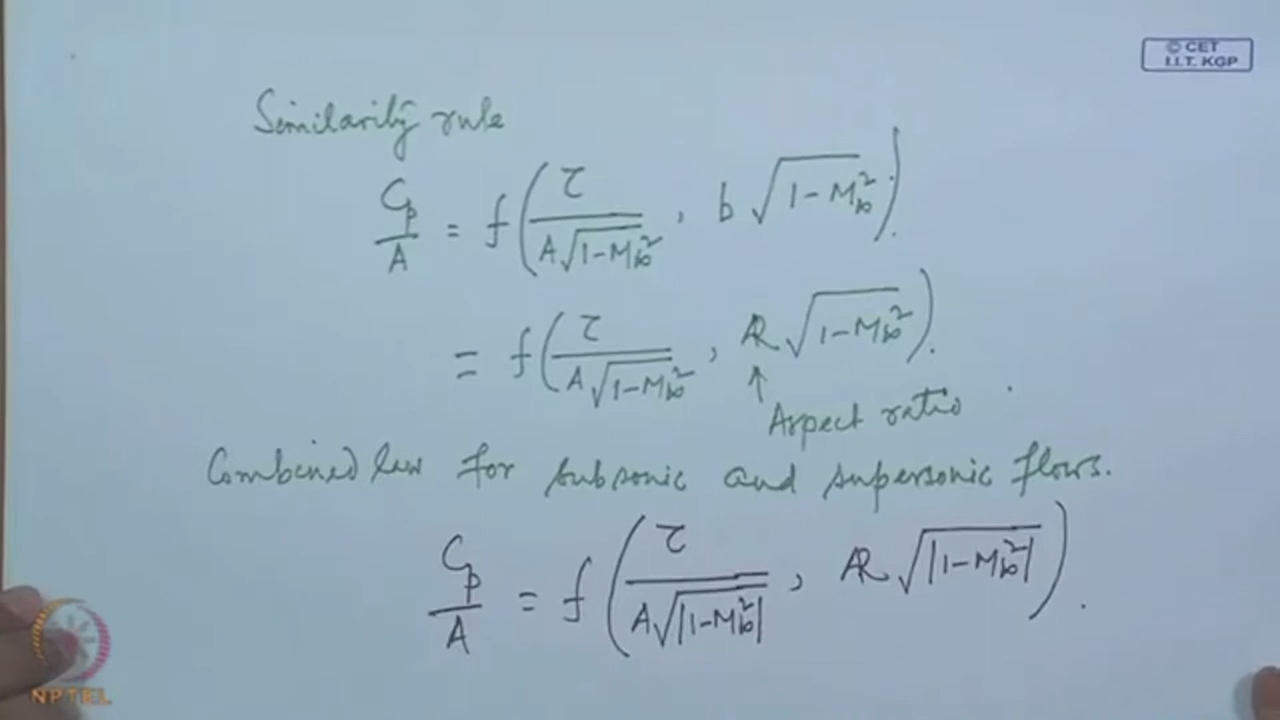 © CET
I.I.T. KGP
Similarity rule
Cp/A = f(τ/(A√(1-M∞²)), b√(1-M∞²)).
= f(τ/(A√(1-M∞²)), AR√(1-M∞²)).
↑
Aspect ratio
Combined law for subsonic and supersonic flows.
Cp/A = f(τ/(A√|1-M∞²|), AR√|1-M∞²|).
NPTEL